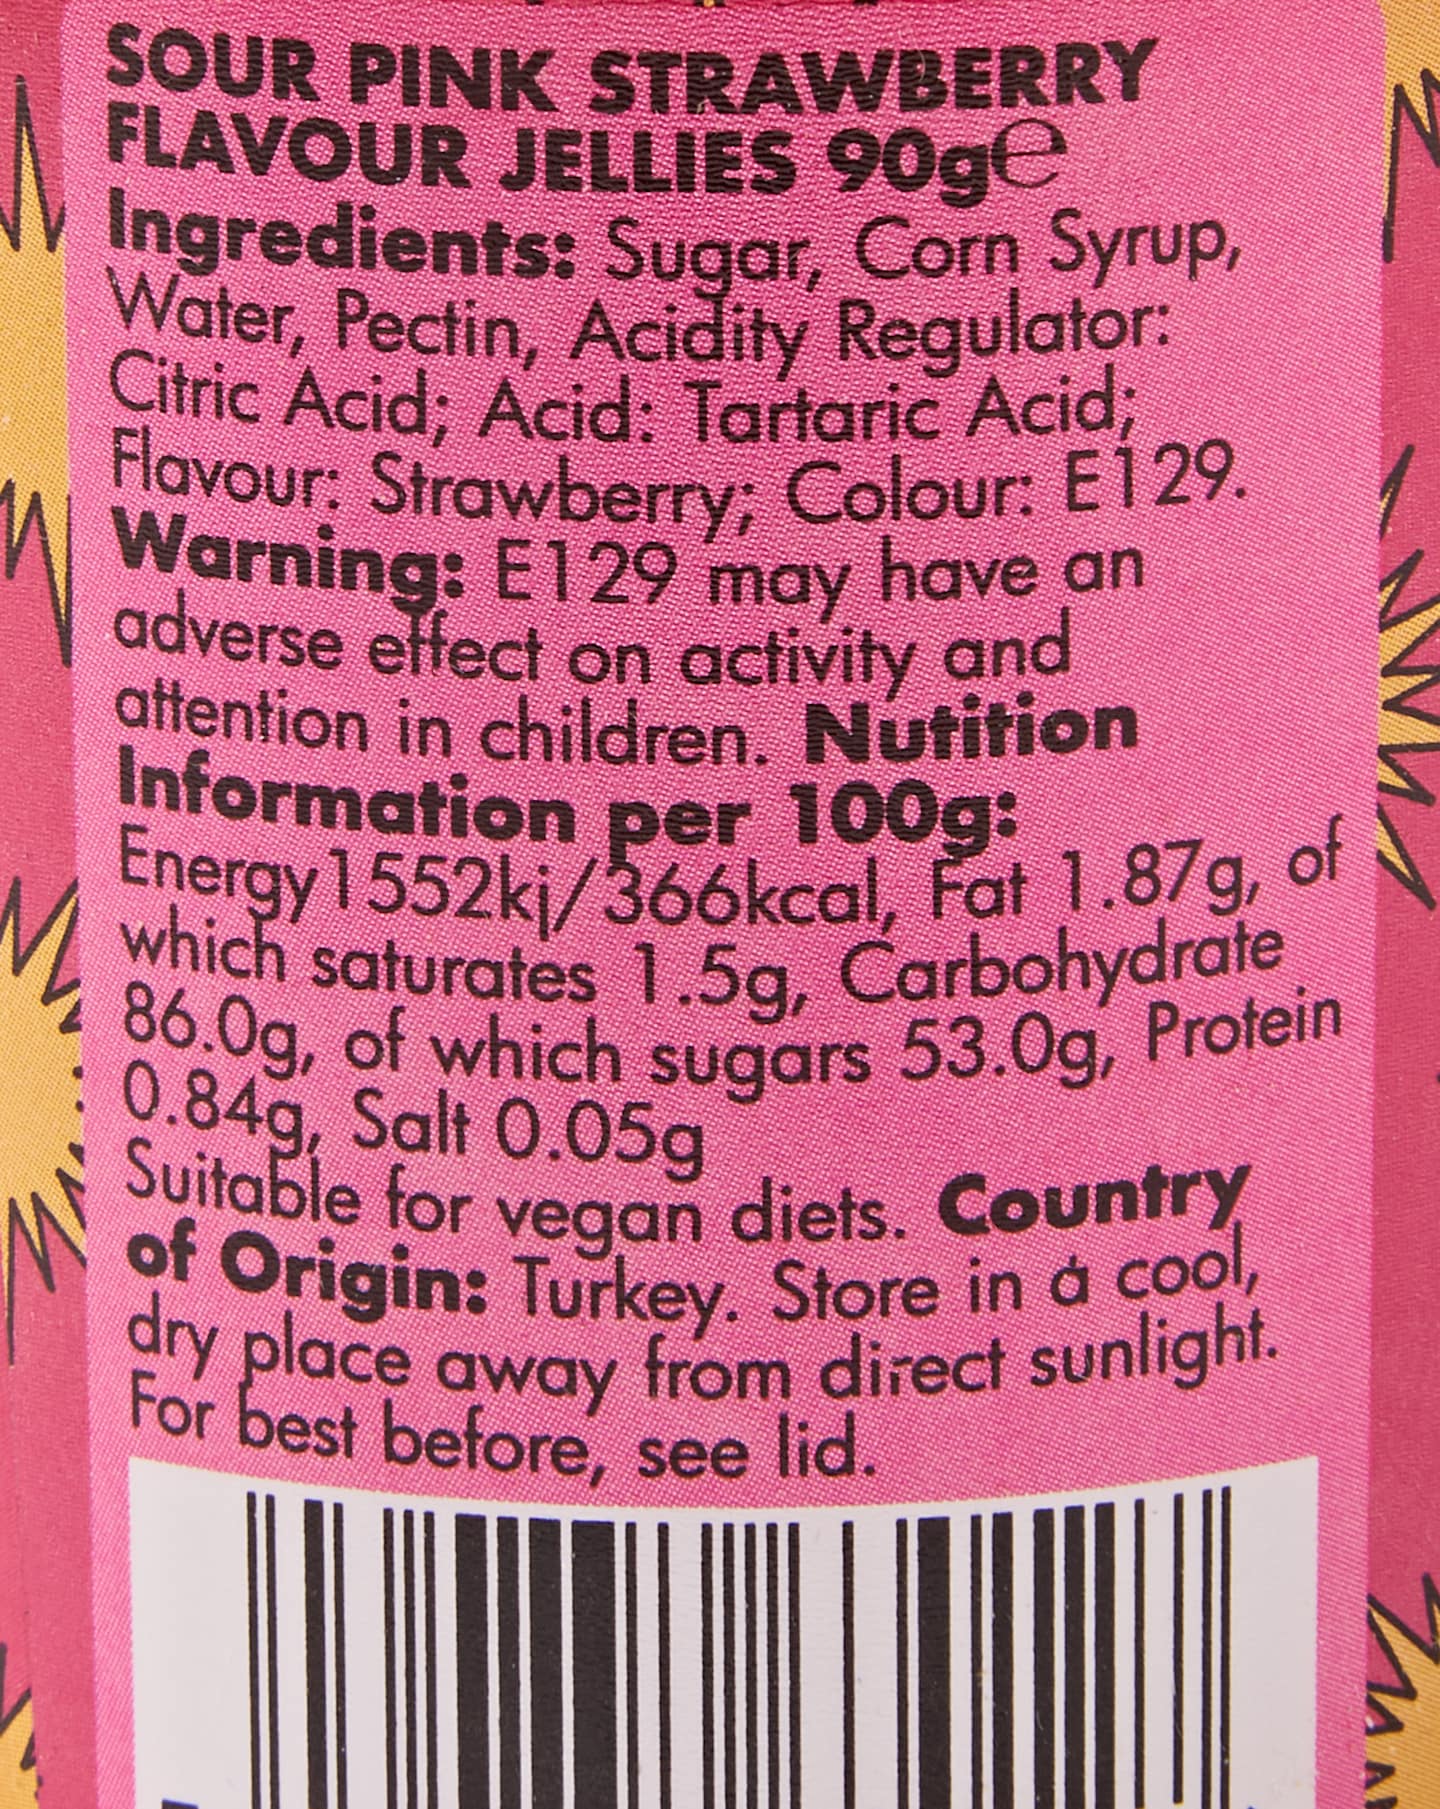 SOUR PINK STRAWBERRY
FLAVOUR JELLIES 90g℮
Ingredients: Sugar, Corn Syrup,
Water, Pectin, Acidity Regulator:
Citric Acid; Acid: Tartaric Acid;
Flavour: Strawberry; Colour: E129.
Warning: E129 may have an
adverse effect on activity and
attention in children. Nutition
Information per 100g:
Energy1552kj/366kcal, Fat 1.87g, of
which saturates 1.5g, Carbohydrate
86.0g, of which sugars 53.0g, Protein
0.84g, Salt 0.05g
Suitable for vegan diets. Country
of Origin: Turkey. Store in a cool,
dry place away from direct sunlight.
For best before, see lid.